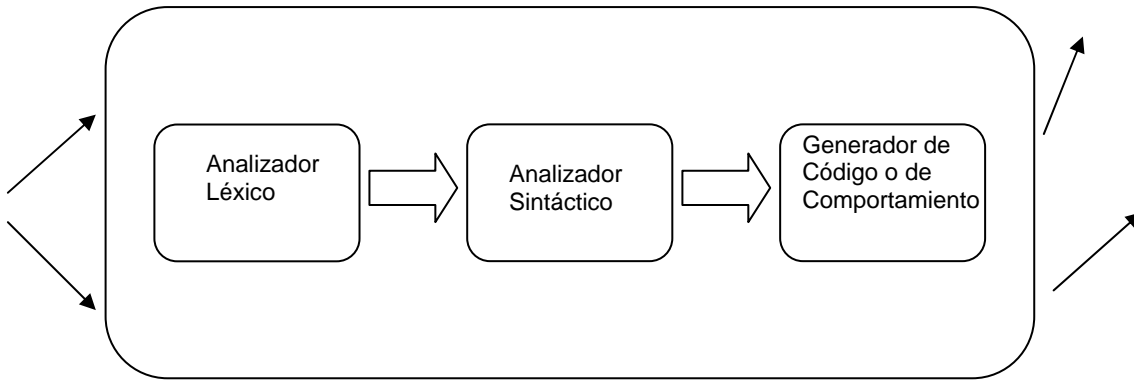 Analizador
Léxico
Analizador
Sintáctico
Generador de
Código o de
Comportamiento